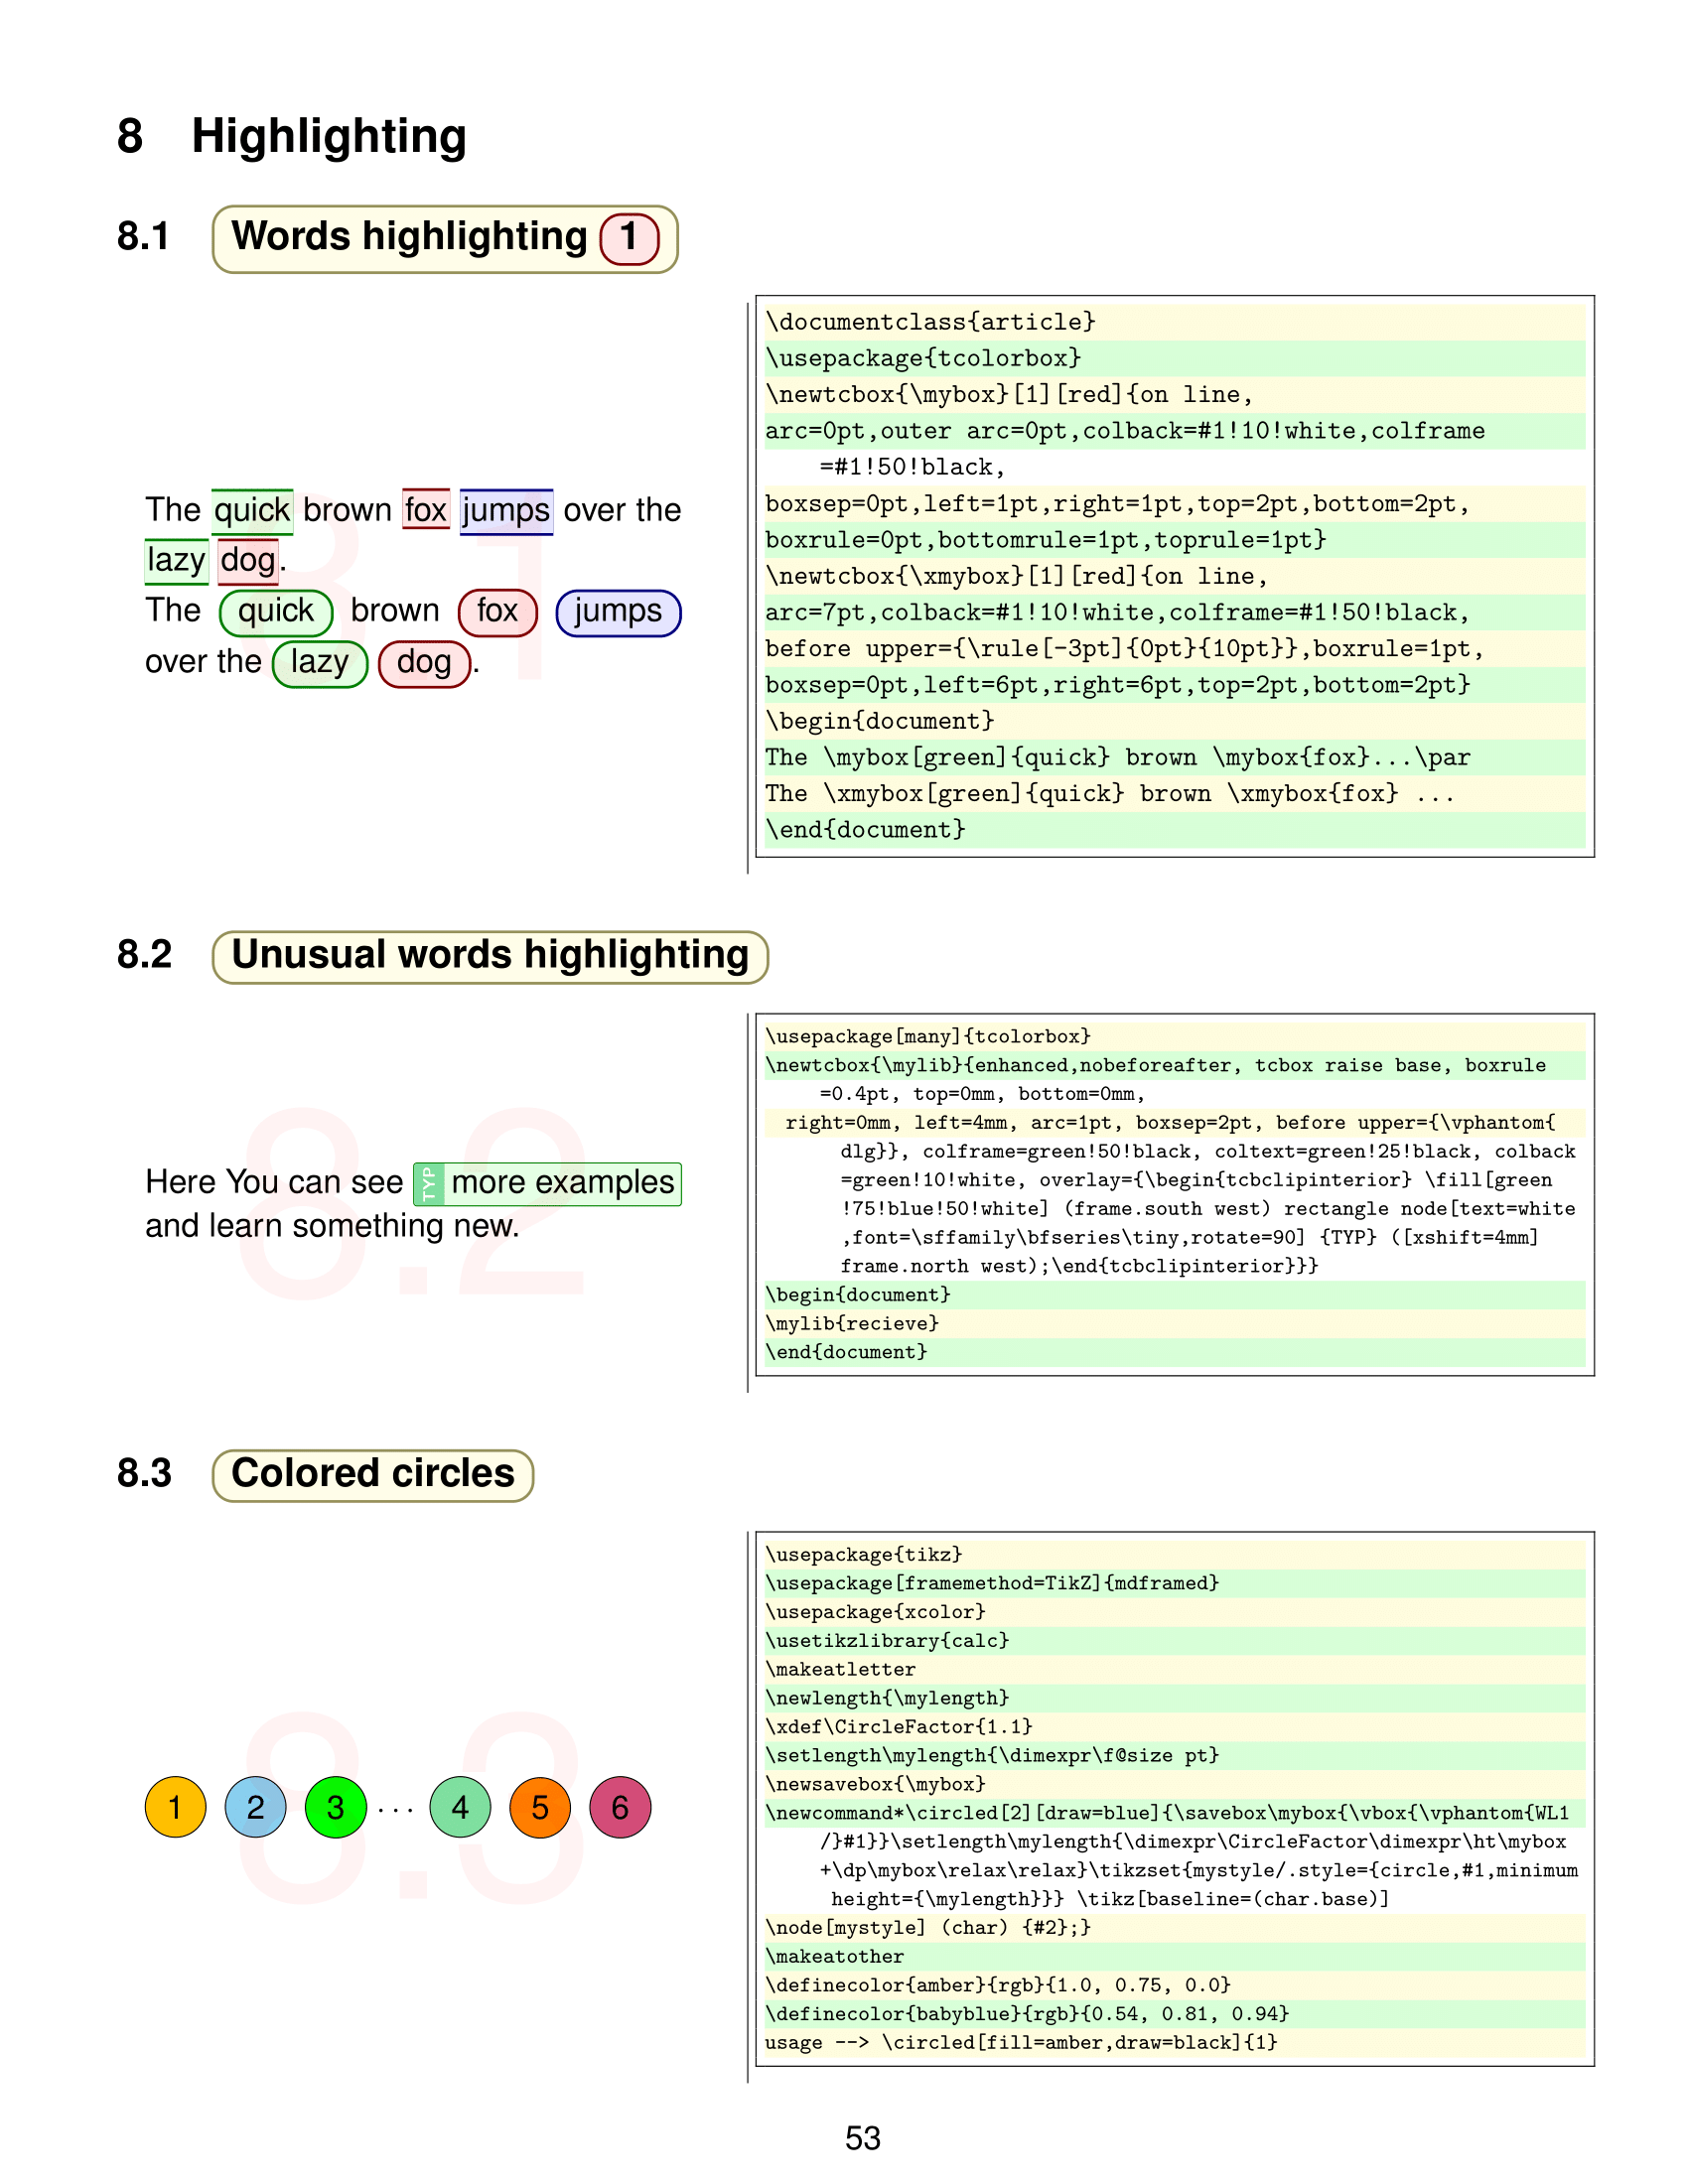 8 Highlighting
8.1 Words highlighting 1
The quick brown fox jumps over the
lazy dog.
The quick brown fox jumps
over the lazy dog.
8.1
\documentclass{article}
\usepackage{tcolorbox}
\newtcbox{\mybox}[1][red]{on line,
arc=0pt,outer arc=0pt,colback=#1!10!white,colframe
=#1!50!black,
boxsep=0pt,left=1pt,right=1pt,top=2pt,bottom=2pt,
boxrule=0pt,bottomrule=1pt,toprule=1pt}
\newtcbox{\xmybox}[1][red]{on line,
arc=7pt,colback=#1!10!white,colframe=#1!50!black,
before upper={\rule[-3pt]{0pt}{10pt}},boxrule=1pt,
boxsep=0pt,left=6pt,right=6pt,top=2pt,bottom=2pt}
\begin{document}
The \mybox[green]{quick} brown \mybox{fox}...\par
The \xmybox[green]{quick} brown \xmybox{fox} ...
\end{document}
8.2 Unusual words highlighting
Here You can see TYP more examples
and learn something new.
8.2
\usepackage[many]{tcolorbox}
\newtcbox{\mylib}{enhanced,nobeforeafter, tcbox raise base, boxrule
=0.4pt, top=0mm, bottom=0mm,
right=0mm, left=4mm, arc=1pt, boxsep=2pt, before upper={\vphantom{
dlg}}, colframe=green!50!black, coltext=green!25!black, colback
=green!10!white, overlay={\begin{tcbclipinterior} \fill[green
!75!blue!50!white] (frame.south west) rectangle node[text=white
,font=\sffamily\bfseries\tiny,rotate=90] {TYP} ([xshift=4mm]
frame.north west);\end{tcbclipinterior}}}
\begin{document}
\mylib{recieve}
\end{document}
8.3 Colored circles
1 2 3 ... 4 5 6
8.3
\usepackage{tikz}
\usepackage[framemethod=TikZ]{mdframed}
\usepackage{xcolor}
\usetikzlibrary{calc}
\makeatletter
\newlength{\mylength}
\xdef\CircleFactor{1.1}
\setlength\mylength{\dimexpr\f@size pt}
\newsavebox{\mybox}
\newcommand*\circled[2][draw=blue]{\savebox\mybox{\vbox{\vphantom{WL1
/}#1}}\setlength\mylength{\dimexpr\CircleFactor\dimexpr\ht\mybox
+\dp\mybox\relax\relax}\tikzset{mystyle/.style={circle,#1,minimum
height={\mylength}}} \tikz[baseline=(char.base)]
\node[mystyle] (char) {#2};}
\makeatother
\definecolor{amber}{rgb}{1.0, 0.75, 0.0}
\definecolor{babyblue}{rgb}{0.54, 0.81, 0.94}
usage --> \circled[fill=amber,draw=black]{1}
53